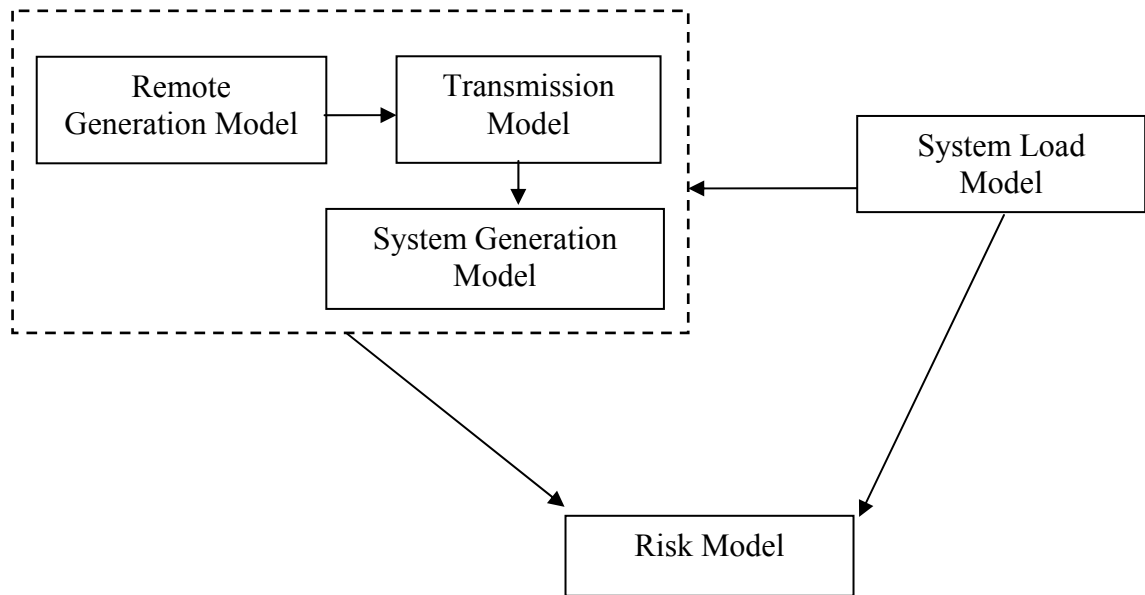 Remote
Generation Model
Transmission
Model
System Load
Model
System Generation
Model
Risk Model